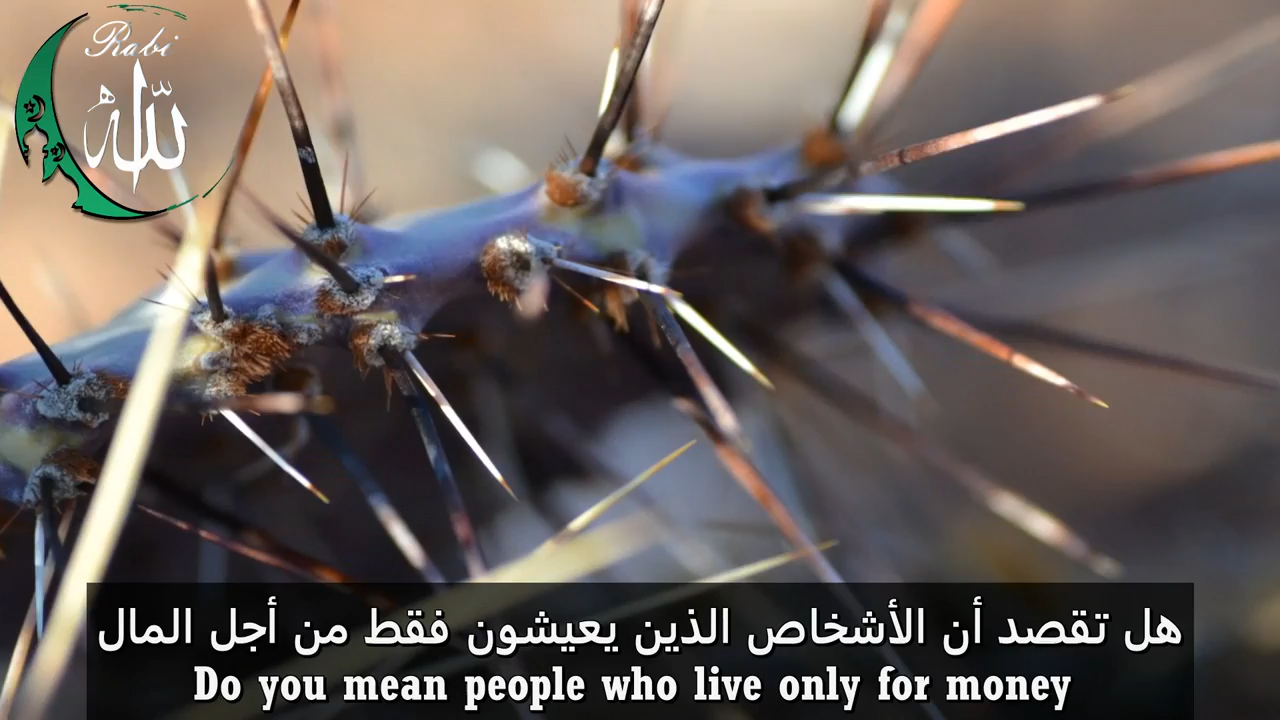 Rabi
الله
هل تقصد أن الأشخاص الذين يعيشون فقط من أجل المال
Do you mean people who live only for money